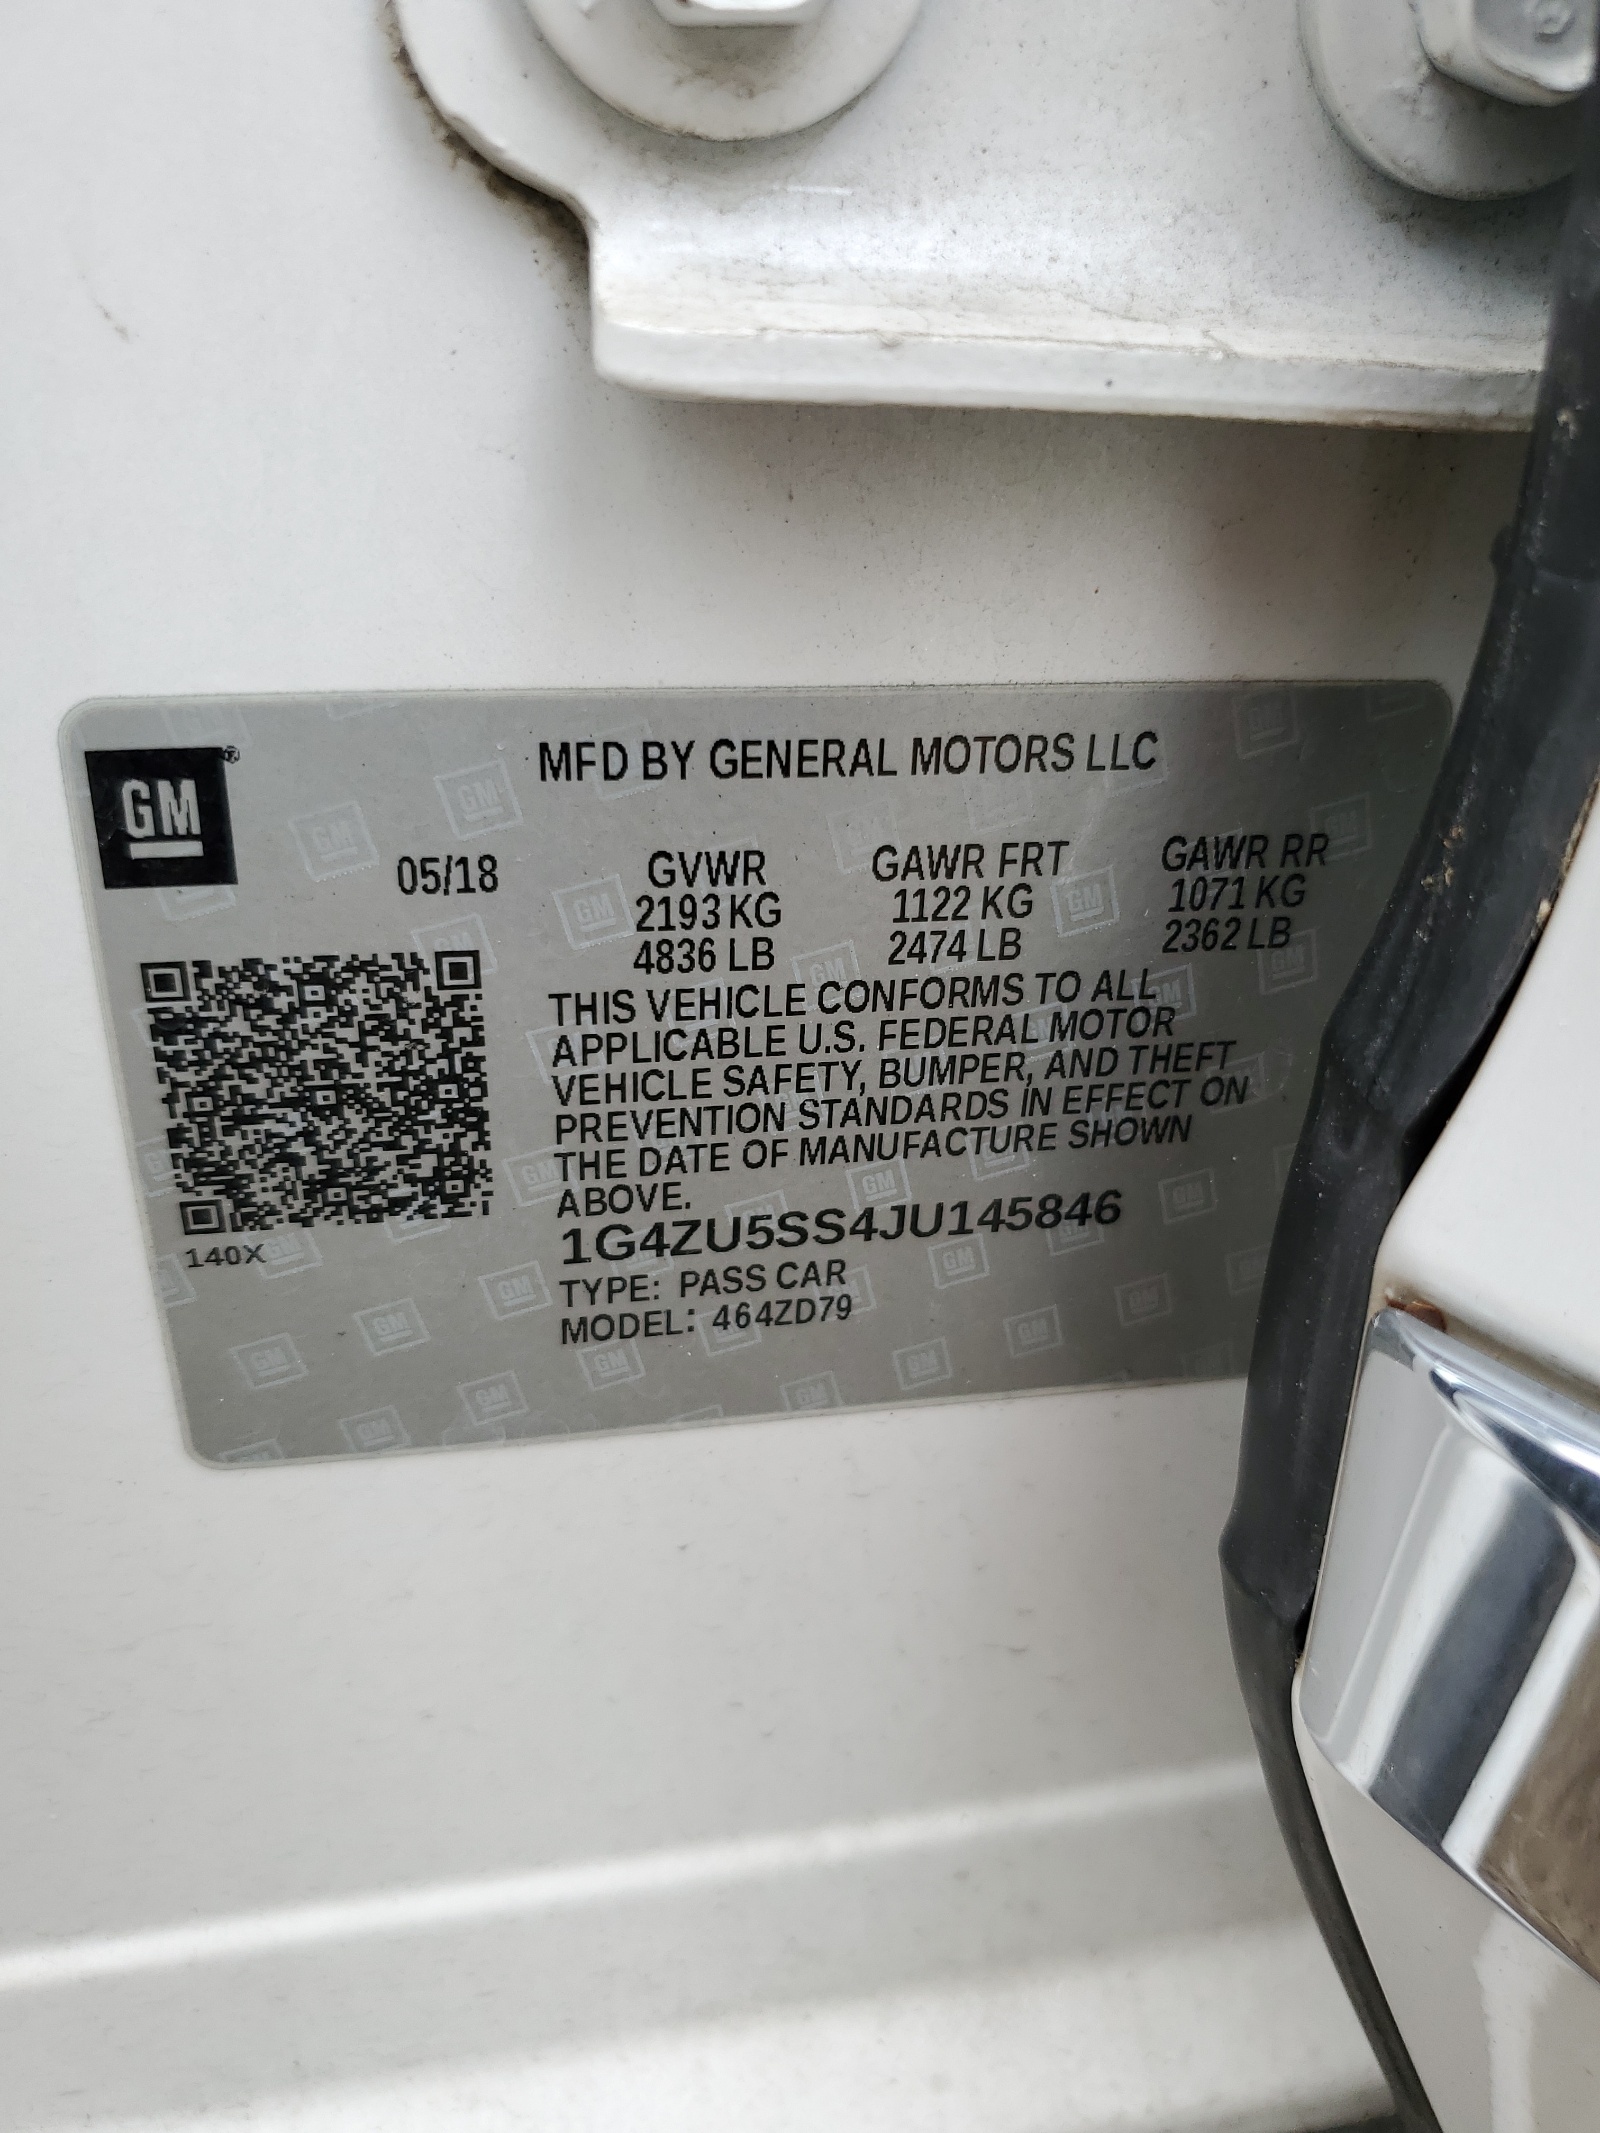 GM®
MFD BY GENERAL MOTORS LLC
05/18 GVWR GAWR FRT GAWR RR
2193 KG 1122 KG 1071 KG
4836 LB 2474 LB 2362 LB
THIS VEHICLE CONFORMS TO ALL
APPLICABLE U.S. FEDERAL MOTOR
VEHICLE SAFETY, BUMPER, AND THEFT
PREVENTION STANDARDS IN EFFECT ON
THE DATE OF MANUFACTURE SHOWN
ABOVE.
1G4ZU5SS4JU145846
140X
TYPE: PASS CAR
MODEL: 464ZD79